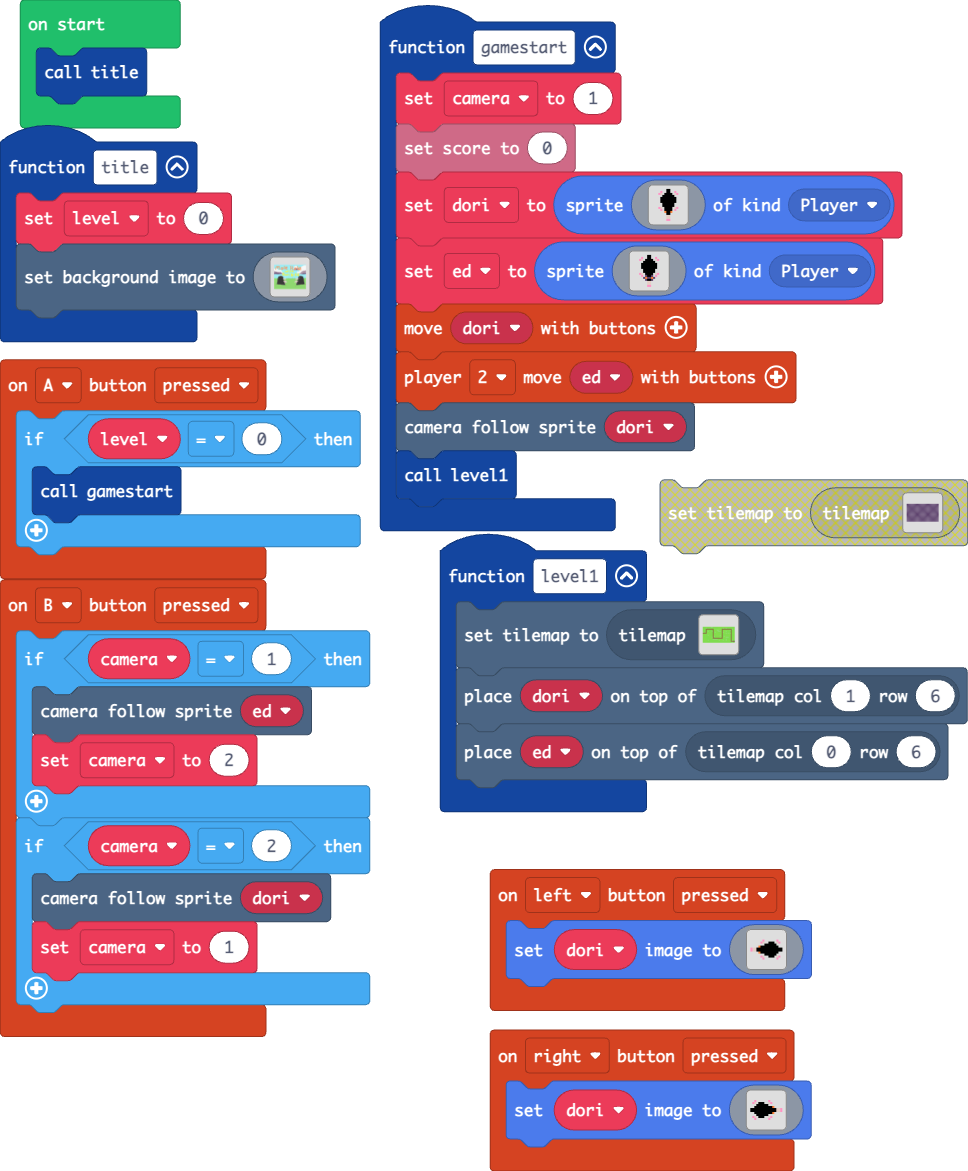 on start
call title
function title
set level to 0
set background image to
on A button pressed
if level = 0 then
call gamestart
on B button pressed
if camera = 1 then
camera follow sprite ed
set camera to 2
if camera = 2 then
camera follow sprite dori
set camera to 1
function gamestart
set camera to 1
set score to 0
set dori to sprite of kind Player
set ed to sprite of kind Player
move dori with buttons
player 2 move ed with buttons
camera follow sprite dori
call level1
set tilemap to tilemap
function level1
set tilemap to tilemap
place dori on top of tilemap col 1 row 6
place ed on top of tilemap col 0 row 6
on left button pressed
set dori image to
on right button pressed
set dori image to